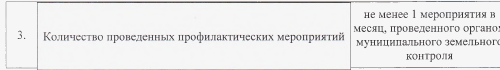 3.
Количество проведенных профилактических мероприятий
не менее 1 мероприятия в
месяц, проведенного органом
муниципального земельного
контроля